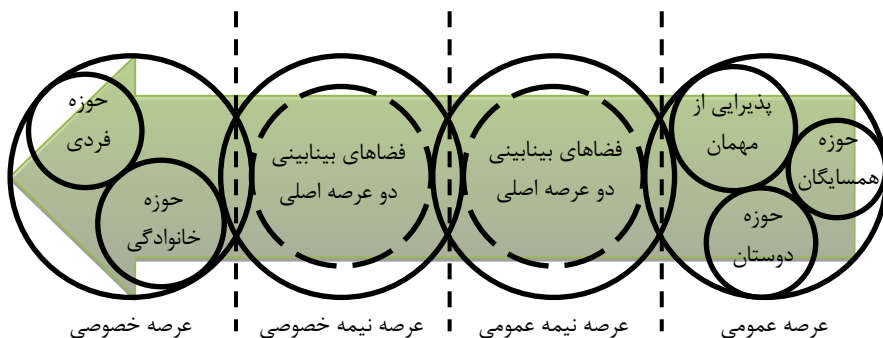 پذیرایی از
مهمان
حوزه
همسایگان
حوزه
دوستان
فضاهای بینابینی
دو عرصه اصلی
فضاهای بینابینی
دو عرصه اصلی
حوزه
فردی
حوزه
خانوادگی
عرصه عمومی
عرصه نیمه عمومی
عرصه نیمه خصوصی
عرصه خصوصی